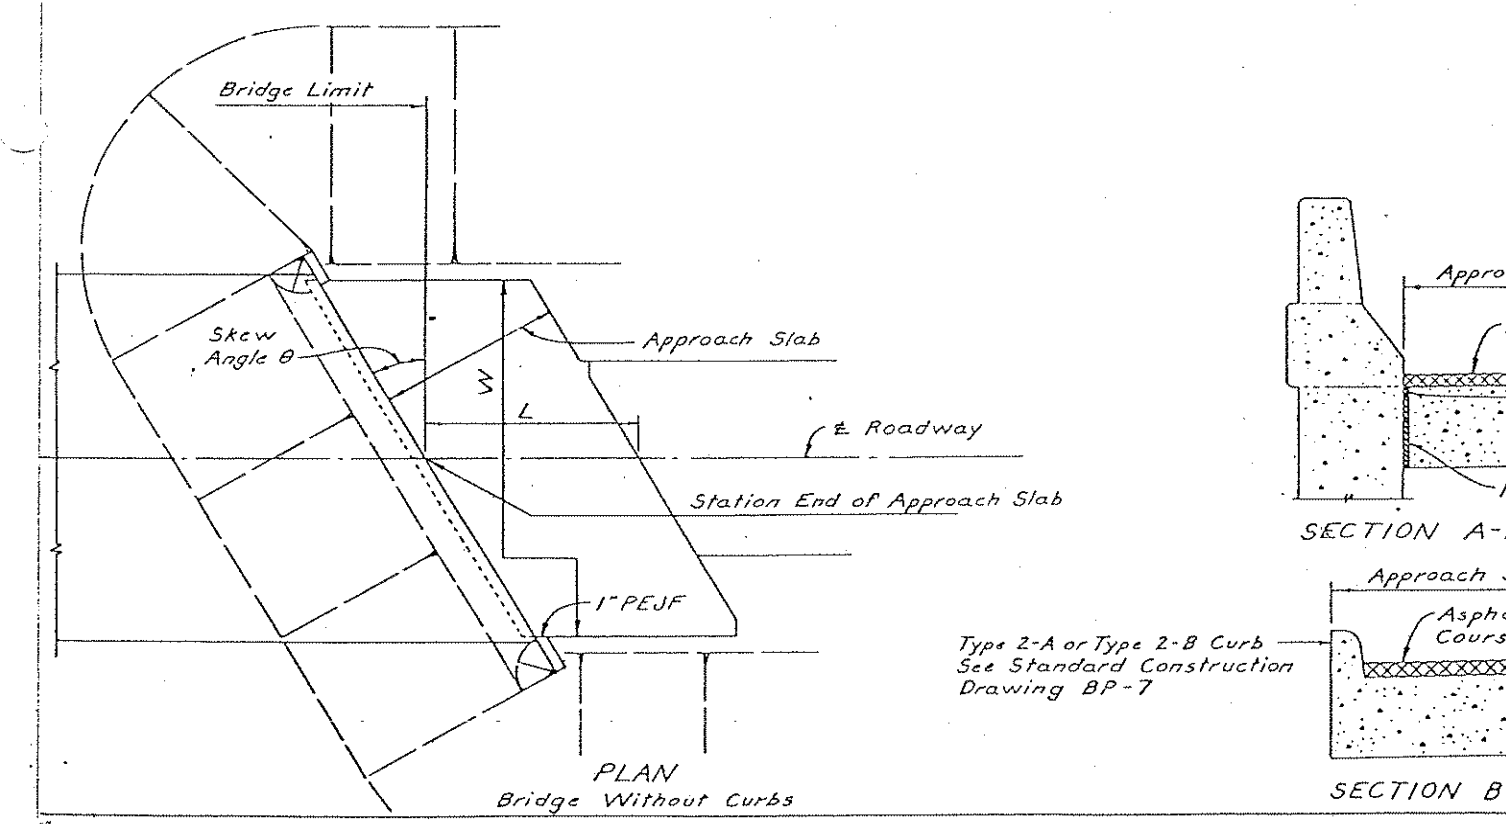 Bridge Limit
Skew
Angle θ
Approach Slab
W
L
℄ Roadway
Station End of Approach Slab
1" PEJF
PLAN
Bridge Without Curbs
SECTION A-
Approach
Type 2-A or Type 2-B Curb
See Standard Construction
Drawing BP-7
SECTION B